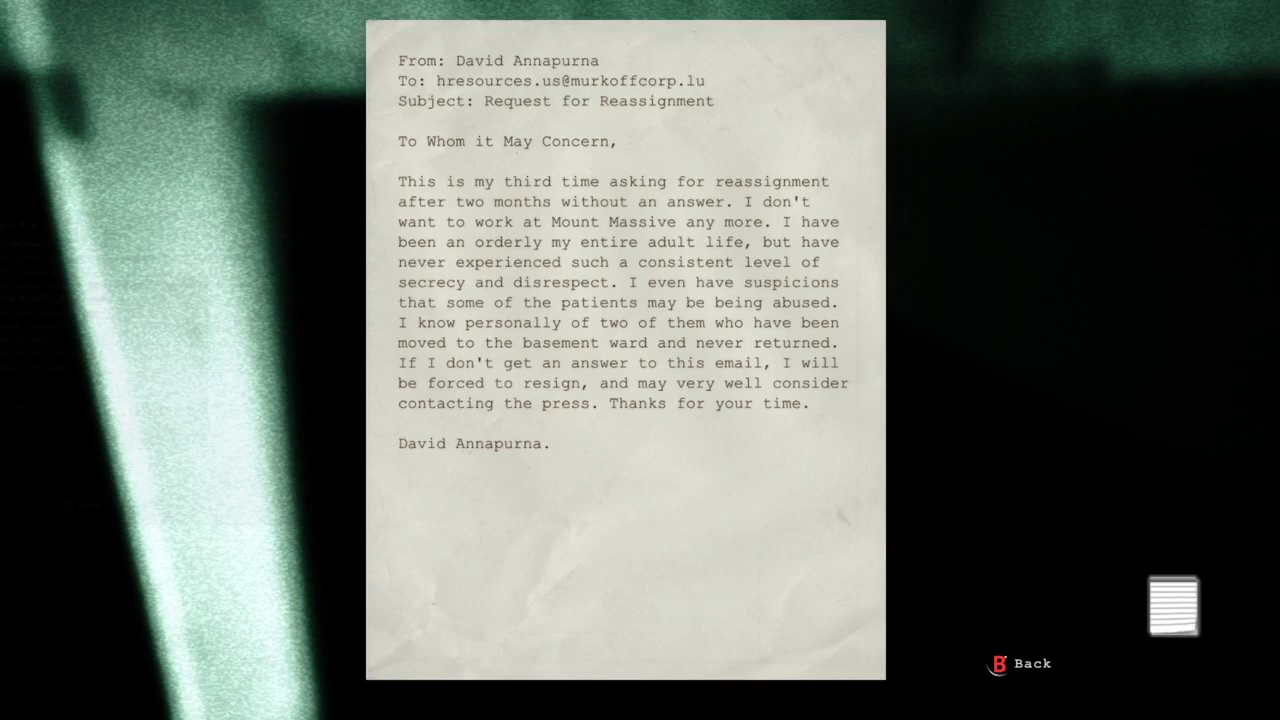 From: David Annapurna
To: hresources.us@murkoffcorp.lu
Subject: Request for Reassignment
To Whom it May Concern,
This is my third time asking for reassignment
after two months without an answer. I don't
want to work at Mount Massive any more. I have
been an orderly my entire adult life, but have
never experienced such a consistent level of
secrecy and disrespect. I even have suspicions
that some of the patients may be being abused.
I know personally of two of them who have been
moved to the basement ward and never returned.
If I don't get an answer to this email, I will
be forced to resign, and may very well consider
contacting the press. Thanks for your time.
David Annapurna.
B Back